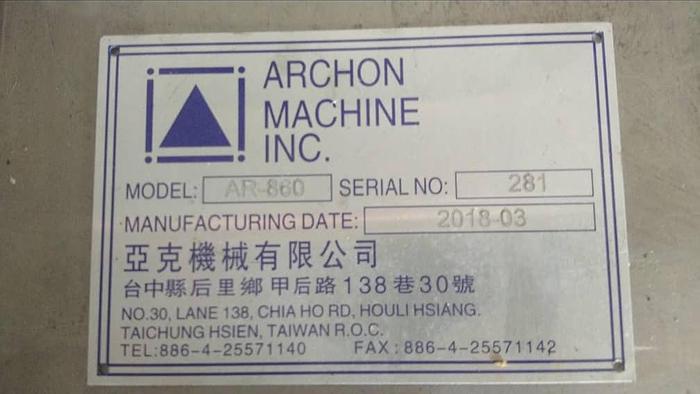 ARCHON
MACHINE
INC.
MODEL: AR-860 SERIAL NO: 281
MANUFACTURING DATE: 2018-03
亞克機械有限公司
台中縣后里鄉甲后路138巷30號
NO.30, LANE 138, CHIA HO RD, HOULI HSIANG.
TAICHUNG HSIEN, TAIWAN R.O.C.
TEL:886-4-25571140 FAX:886-4-25571142